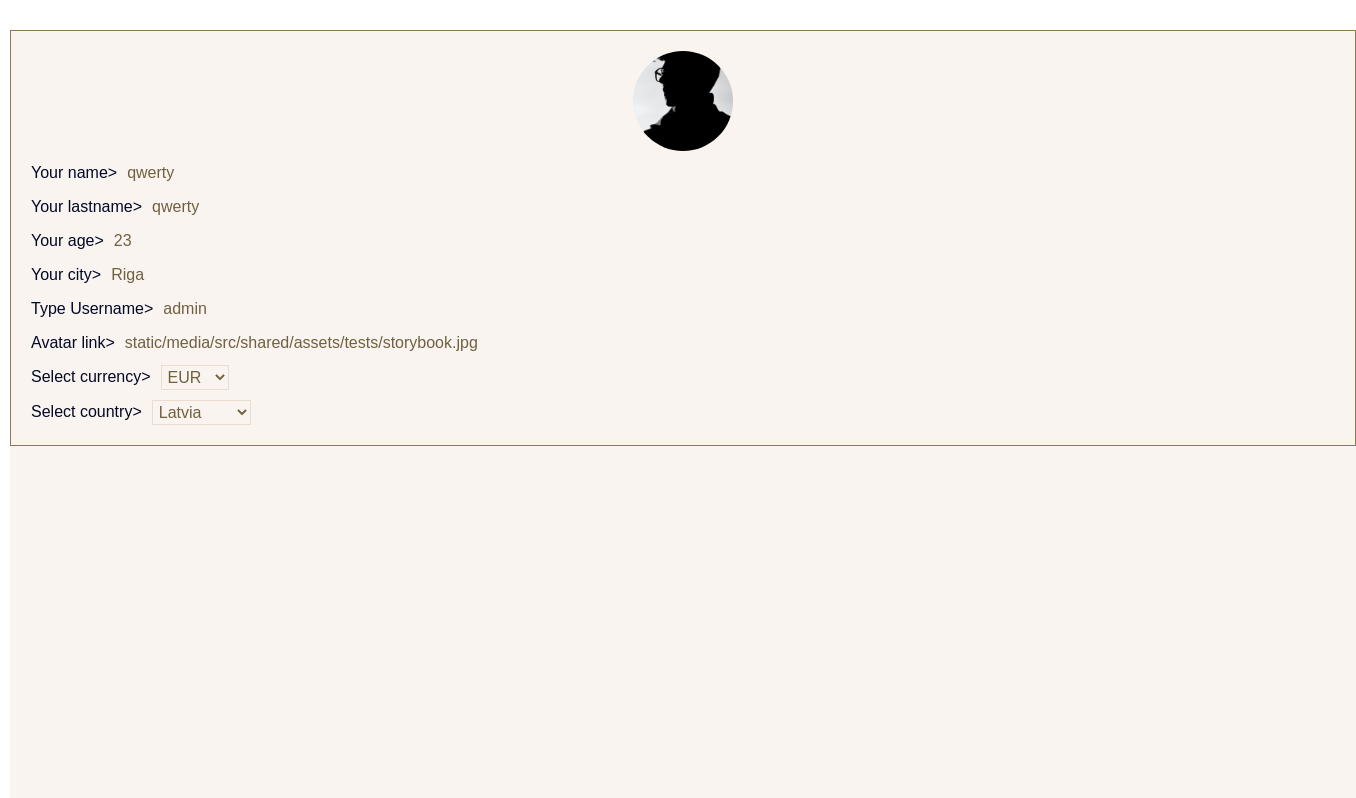 Your name> qwerty
Your lastname> qwerty
Your age> 23
Your city> Riga
Type Username> admin
Avatar link> static/media/src/shared/assets/tests/storybook.jpg
Select currency> EUR
Select country> Latvia